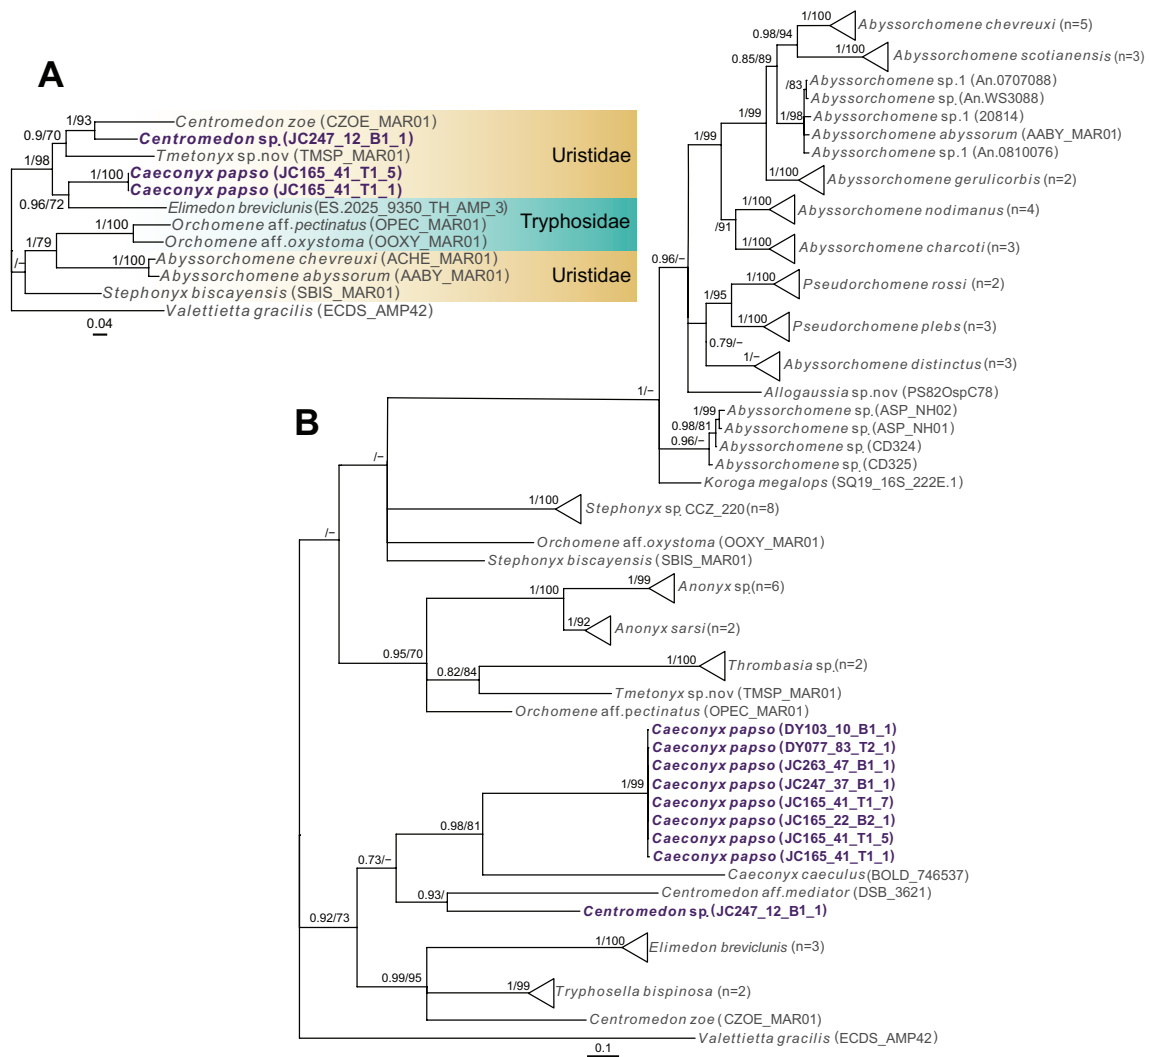 A
1/93
Centromedon zoe (CZOE_MAR01)
0.9/70
Centromedon sp. (JC247_12_B1_1)
Tmetonyx sp.nov (TMSP_MAR01)
Uristidae
1/98
1/100
Caeconyx papso (JC165_41_T1_5)
Caeconyx papso (JC165_41_T1_1)
0.96/72
Elimedon breviclunis (ES.2025_9350_TH_AMP_3)
1/100
Orchomene aff. pectinatus (OPEC_MAR01)
Tryphosidae
Orchomene aff. oxystoma (OOXY_MAR01)
1/79
1/100
Abyssorchomene chevreuxi (ACHE_MAR01)
/–
Abyssorchomene abyssorum (AABY_MAR01)
Uristidae
Stephonyx biscayensis (SBIS_MAR01)
Valettietta gracilis (ECDS_AMP42)
0.04
B
1/100
Abyssorchomene chevreuxi (n=5)
0.98/94
1/100
Abyssorchomene scotianensis (n=3)
0.85/89
/83
Abyssorchomene sp.1 (An.0707088)
Abyssorchomene sp. (An.WS3088)
1/99
1/98
Abyssorchomene sp.1 (20814)
Abyssorchomene abyssorum (AABY_MAR01)
1/99
Abyssorchomene sp.1 (An.0810076)
1/100
Abyssorchomene gerulicorbis (n=2)
1/100
Abyssorchomene nodimanus (n=4)
/91
1/100
Abyssorchomene charcoti (n=3)
0.96/–
1/100
Pseudorchomene rossi (n=2)
1/95
1/100
Pseudorchomene plebs (n=3)
0.79/–
1/–
Abyssorchomene distinctus (n=3)
Allogaussia sp.nov (PS82OspC78)
1/–
1/99
Abyssorchomene sp. (ASP_NH02)
0.98/81
Abyssorchomene sp. (ASP_NH01)
0.96/–
Abyssorchomene sp. (CD324)
Abyssorchomene sp. (CD325)
/–
Koroga megalops (SQ19_16S_222E.1)
1/100
Stephonyx sp. CCZ_220 (n=8)
/–
Orchomene aff. oxystoma (OOXY_MAR01)
Stephonyx biscayensis (SBIS_MAR01)
1/99
Anonyx sp. (n=6)
1/100
1/92
Anonyx sarsi (n=2)
0.95/70
1/100
Thrombasia sp. (n=2)
0.82/84
Tmetonyx sp.nov (TMSP_MAR01)
Orchomene aff. pectinatus (OPEC_MAR01)
Caeconyx papso (DY103_10_B1_1)
Caeconyx papso (DY077_83_T2_1)
Caeconyx papso (JC263_47_B1_1)
1/99
Caeconyx papso (JC247_37_B1_1)
Caeconyx papso (JC165_41_T1_7)
Caeconyx papso (JC165_22_B2_1)
0.98/81
Caeconyx papso (JC165_41_T1_5)
Caeconyx papso (JC165_41_T1_1)
0.73/–
Caeconyx caeculus (BOLD_746537)
0.93/
Centromedon aff. mediator (DSB_3621)
Centromedon sp. (JC247_12_B1_1)
0.92/73
1/100
Elimedon breviclunis (n=3)
0.99/95
1/99
Tryphosella bispinosa (n=2)
Centromedon zoe (CZOE_MAR01)
Valettietta gracilis (ECDS_AMP42)
0.1